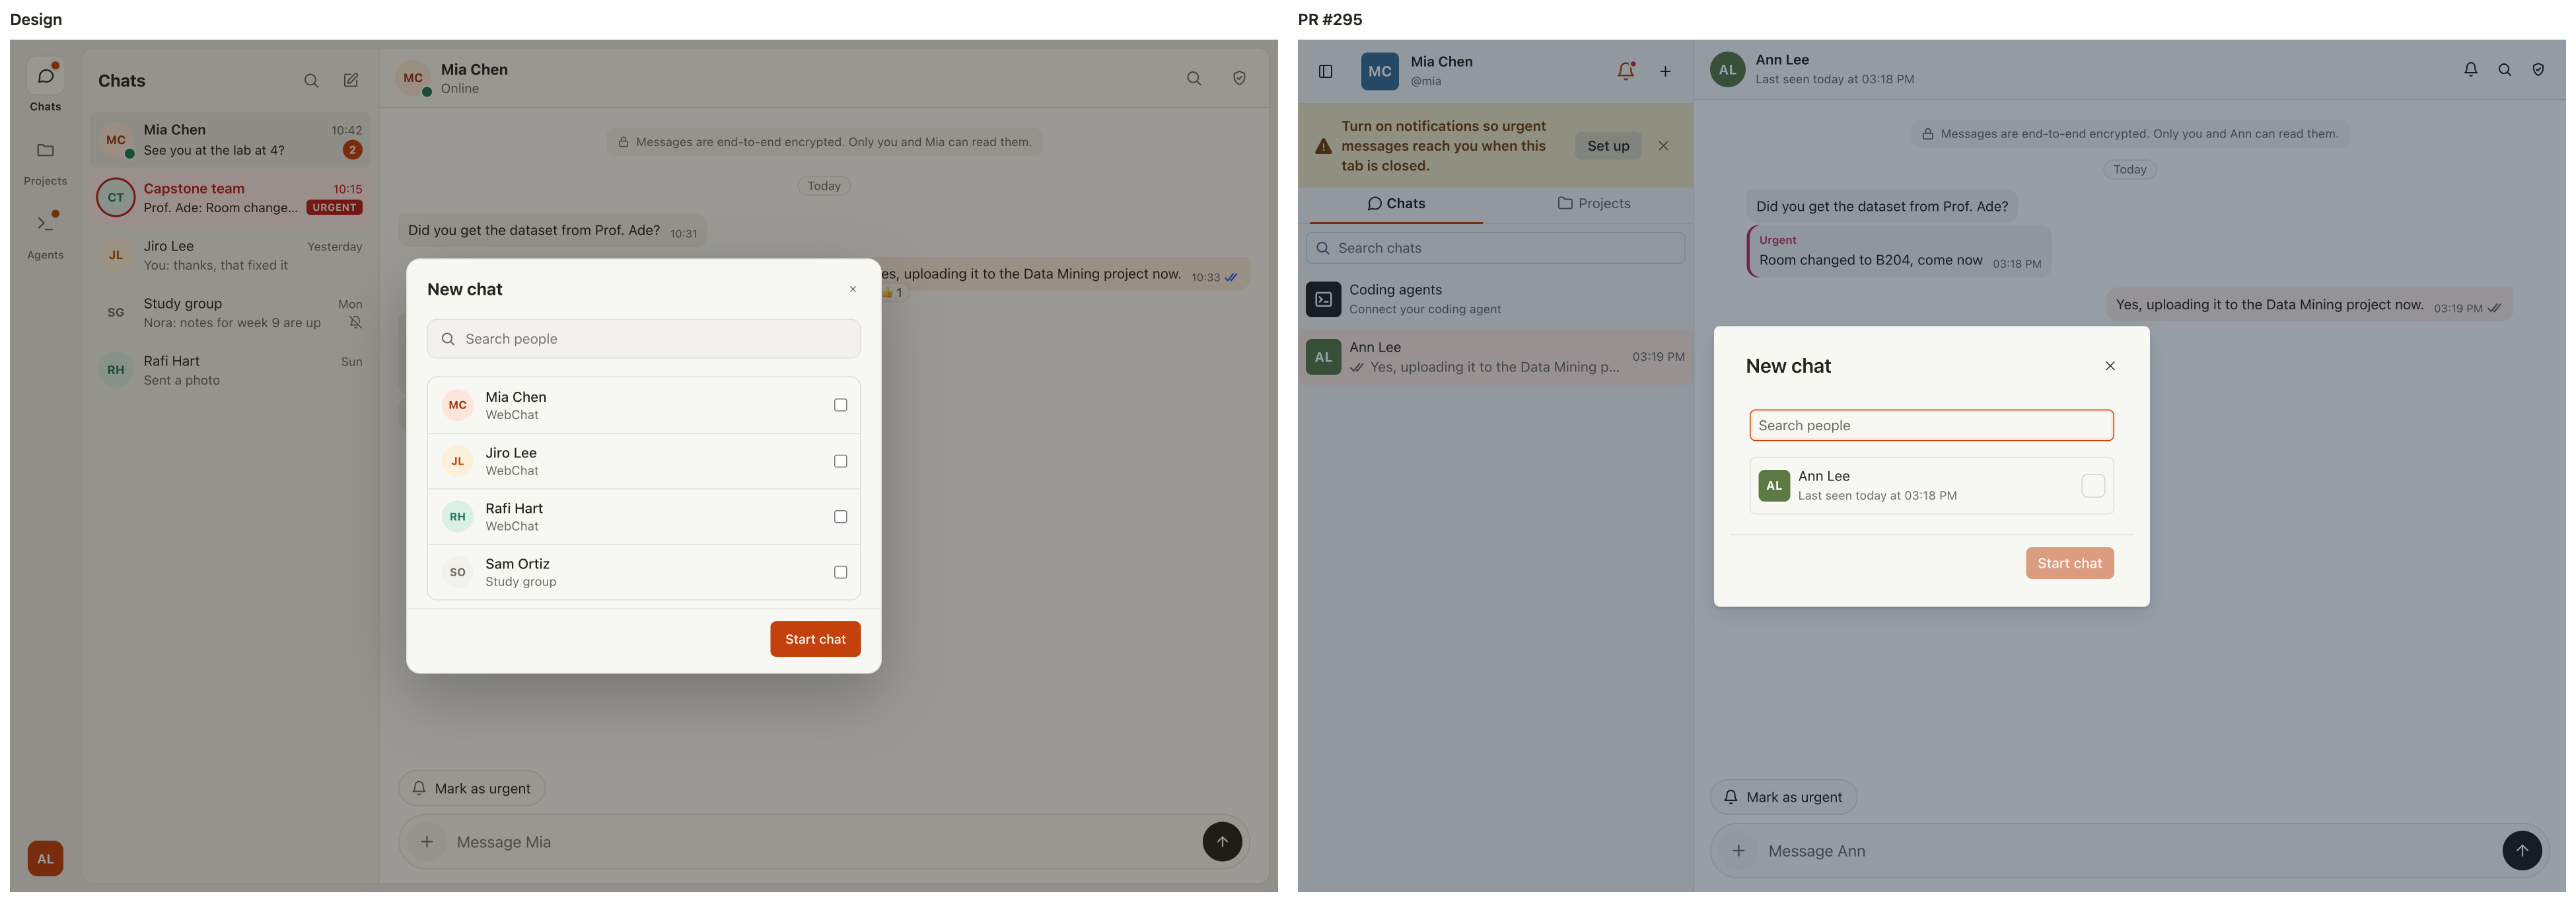 Design
Chats
Projects
Agents
AL
Chats
MC
Mia Chen
10:42
See you at the lab at 4?
2
CT
Capstone team
10:15
Prof. Ade: Room change...
URGENT
JL
Jiro Lee
Yesterday
You: thanks, that fixed it
SG
Study group
Mon
Nora: notes for week 9 are up
RH
Rafi Hart
Sun
Sent a photo
MC
Mia Chen
Online
Messages are end-to-end encrypted. Only you and Mia can read them.
Today
Did you get the dataset from Prof. Ade? 10:31
es, uploading it to the Data Mining project now. 10:33
👍 1
New chat
×
Search people
MC
Mia Chen
WebChat
JL
Jiro Lee
WebChat
RH
Rafi Hart
WebChat
SO
Sam Ortiz
Study group
Start chat
Mark as urgent
Message Mia
PR #295
MC
Mia Chen
@mia
Turn on notifications so urgent
messages reach you when this
tab is closed.
Set up
Chats
Projects
Search chats
Coding agents
Connect your coding agent
AL
Ann Lee
03:19 PM
Yes, uploading it to the Data Mining p...
AL
Ann Lee
Last seen today at 03:18 PM
Messages are end-to-end encrypted. Only you and Ann can read them.
Today
Did you get the dataset from Prof. Ade?
Urgent
Room changed to B204, come now 03:18 PM
Yes, uploading it to the Data Mining project now. 03:19 PM
New chat
Search people
AL
Ann Lee
Last seen today at 03:18 PM
Start chat
Mark as urgent
Message Ann